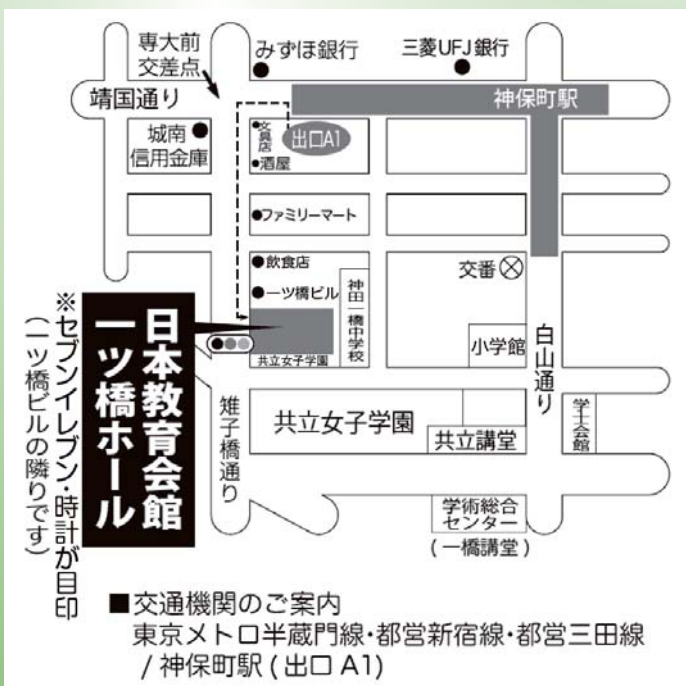 専大前
交差点
みずほ銀行
三菱UFJ銀行
靖国通り
神保町駅
城南
信用金庫
文具店
出口A1
酒屋
ファミリーマート
飲食店
一ツ橋ビル
神田一橋中学校
交番
共立女子学園
小学館
白山通り
日本教育会館
一ツ橋ホール
※セブンイレブン・時計が目印
(一ツ橋ビルの隣りです)
雉子橋通り
共立女子学園
共立講堂
学士会館
学術総合
センター
(一橋講堂)
■交通機関のご案内
東京メトロ半蔵門線・都営新宿線・都営三田線
/ 神保町駅 ( 出口 A1)